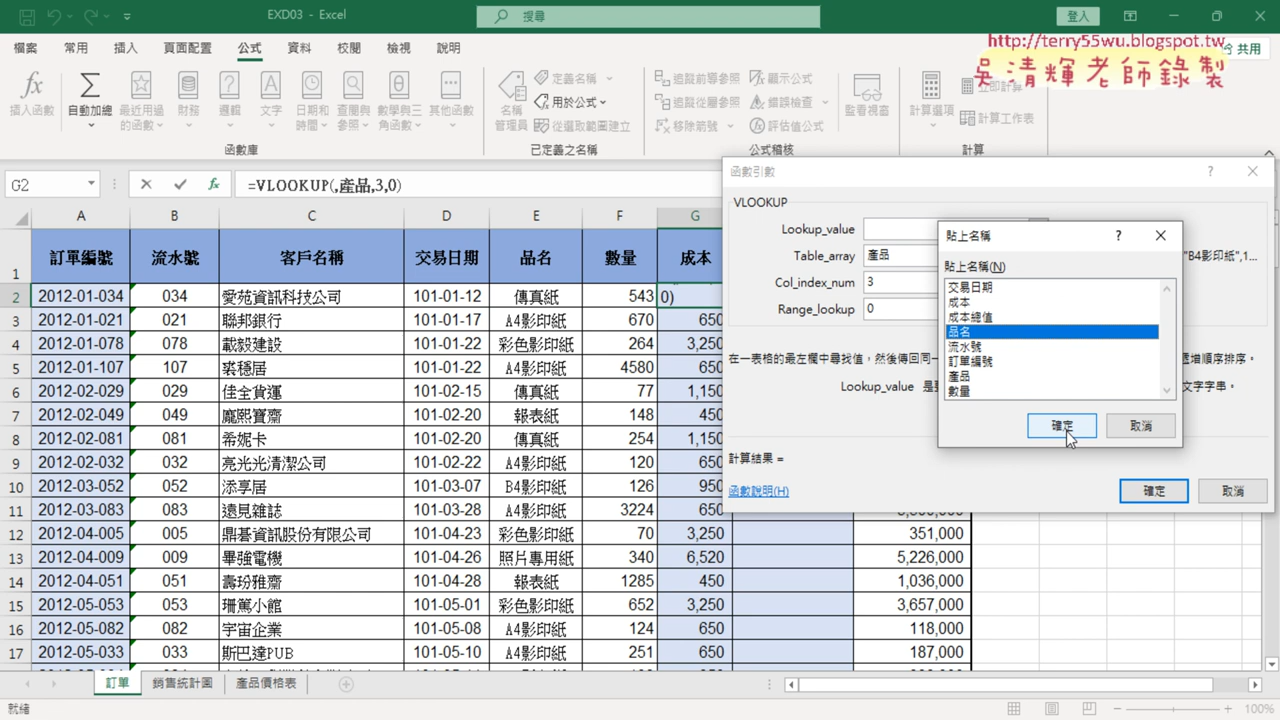 EXD03 - Excel
搜尋
登入
檔案 常用 插入 頁面配置 公式 資料 校閱 檢視 說明
共用
http://terry55wu.blogspot.tw
吳清輝老師錄製
插入函數
自動加總
最近用過的函數
財務
邏輯
文字
日期和時間
查閱與參照
數學與三角函數
其他函數
函數庫
名稱管理員
定義名稱
用於公式
從選取範圍建立
已定義之名稱
追蹤前導參照
追蹤從屬參照
移除箭號
顯示公式
錯誤檢查
評估值公式
公式稽核
監看視窗
計算選項
立即計算
計算工作表
計算
G2
=VLOOKUP(,產品,3,0)
A B C D E F G
1 訂單編號 流水號 客戶名稱 交易日期 品名 數量 成本
2 2012-01-034 034 愛苑資訊科技公司 101-01-12 傳真紙 543 0)
3 2012-01-021 021 聯邦銀行 101-01-17 A4影印紙 670 650
4 2012-01-078 078 載毅建設 101-01-22 彩色影印紙 264 3,250
5 2012-01-107 107 裘穩居 101-01-22 A4影印紙 4580 650
6 2012-02-029 029 佳全貨運 101-02-15 傳真紙 77 1,150
7 2012-02-049 049 龐熙寶齋 101-02-20 報表紙 148 450
8 2012-02-081 081 希妮卡 101-02-20 傳真紙 254 1,150
9 2012-02-032 032 亮光光清潔公司 101-02-22 A4影印紙 120 650
10 2012-03-052 052 添享居 101-03-07 B4影印紙 126 950
11 2012-03-083 083 遠見雜誌 101-03-28 A4影印紙 3224 650
12 2012-04-005 005 鼎碁資訊股份有限公司 101-04-23 彩色影印紙 70 3,250 351,000
13 2012-04-009 009 畢強電機 101-04-26 照片專用紙 340 6,520 5,226,000
14 2012-04-051 051 壽玢雅齋 101-04-28 報表紙 1285 450 1,036,000
15 2012-05-053 053 珊篤小館 101-05-01 彩色影印紙 652 3,250 3,657,000
16 2012-05-082 082 宇宙企業 101-05-08 A4影印紙 124 650 118,000
17 2012-05-033 033 斯巴達PUB 101-05-10 A4影印紙 251 650 187,000
函引數
VLOOKUP
Lookup_value
Table_array 產品
Col_index_num 3
Range_lookup 0
"B4影印紙",1...
在一表格的最左欄中尋找值，然後傳回同一
遞增順序排序。
Lookup_value 是
文字字串。
計算結果 =
函數說明(H)
確定 取消
貼上名稱
貼上名稱(N)
交易日期
成本
成本總值
品名
流水號
訂單編號
產品
數量
確定 取消
訂單 銷售統計圖 產品價格表
就緒
100%